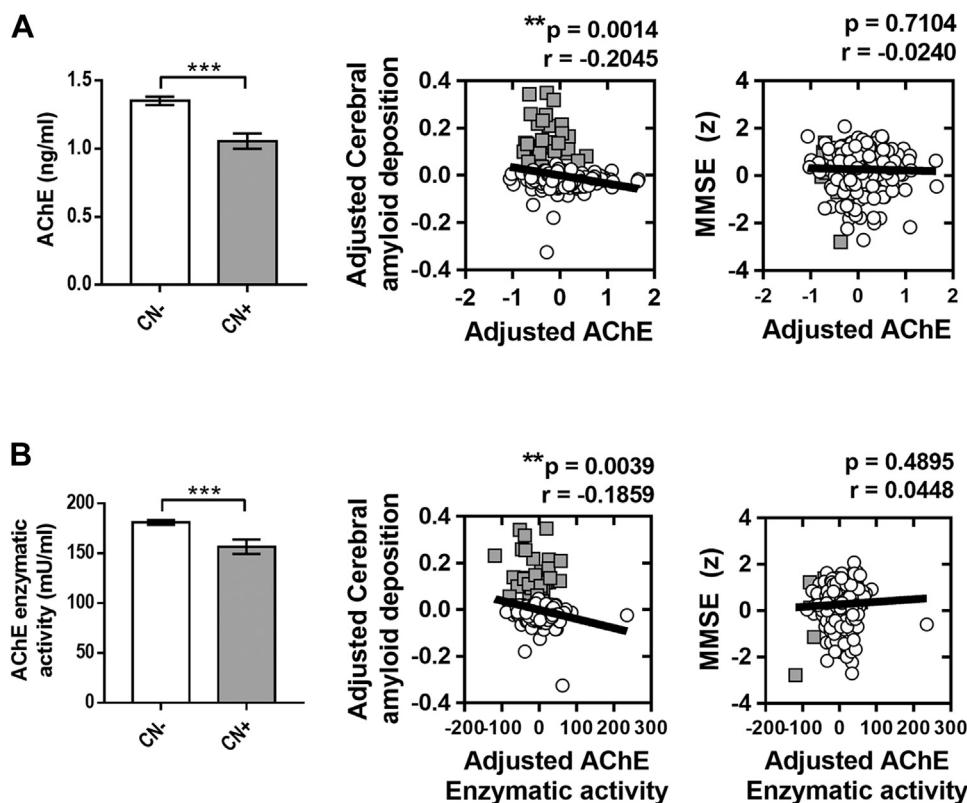 A
AChE (ng/ml)
1.5
1.0
0.5
0.0
***
CN-
CN+
**p = 0.0014
r = -0.2045
Adjusted Cerebral
amyloid deposition
0.4
0.2
0.0
-0.2
-0.4
-2 -1 0 1 2
Adjusted AChE
p = 0.7104
r = -0.0240
MMSE (z)
4
2
0
-2
-4
-2 -1 0 1 2
Adjusted AChE
B
AChE enzymatic
activity (mU/ml)
200
150
100
50
0
***
CN-
CN+
**p = 0.0039
r = -0.1859
Adjusted Cerebral
amyloid deposition
0.4
0.2
0.0
-0.2
-0.4
-200 -100 0 100 200 300
Adjusted AChE
Enzymatic activity
p = 0.4895
r = 0.0448
MMSE (z)
4
2
0
-2
-4
-200 -100 0 100 200 300
Adjusted AChE
Enzymatic activity